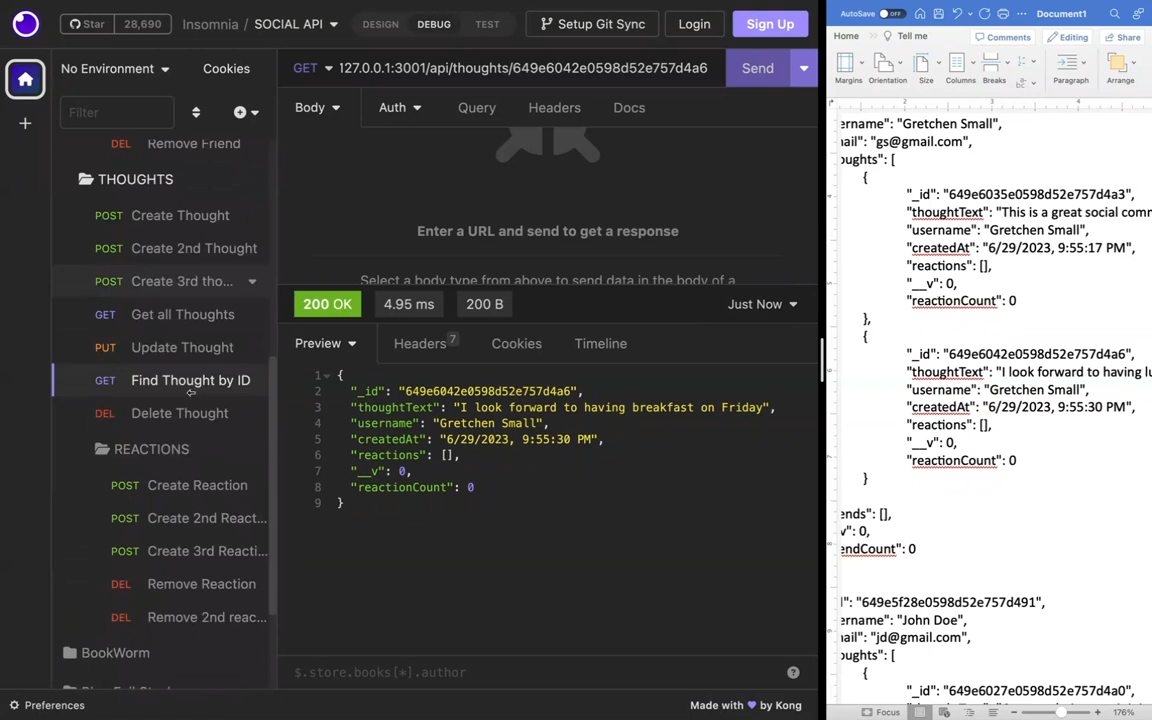 Star 28,690 Insomnia / SOCIAL API DESIGN DEBUG TEST Setup Git Sync Login Sign Up
No Environment Cookies
Filter
DEL Remove Friend
THOUGHTS
POST Create Thought
POST Create 2nd Thought
POST Create 3rd tho...
GET Get all Thoughts
PUT Update Thought
GET Find Thought by ID
DEL Delete Thought
REACTIONS
POST Create Reaction
POST Create 2nd React...
POST Create 3rd Reacti...
DEL Remove Reaction
DEL Remove 2nd reac...
BookWorm
Preferences
GET 127.0.0.1:3001/api/thoughts/649e6042e0598d52e757d4a6 Send
Body Auth Query Headers Docs
Enter a URL and send to get a response
Select a body type from above to send data in the body of a
200 OK 4.95 ms 200 B Just Now
Preview Headers 7 Cookies Timeline
1 {
2 "_id": "649e6042e0598d52e757d4a6",
3 "thoughtText": "I look forward to having breakfast on Friday",
4 "username": "Gretchen Small",
5 "createdAt": "6/29/2023, 9:55:30 PM",
6 "reactions": [],
7 "__v": 0,
8 "reactionCount": 0
9 }
$.store.books[*].author
Made with by Kong
AutoSave OFF Document1
Home Tell me Comments Editing Share
Margins Orientation Size Columns Breaks Paragraph Arrange
2 3 4
ername": "Gretchen Small",
nail": "gs@gmail.com",
oughts": [
{
"_id": "649e6035e0598d52e757d4a3",
"thoughtText": "This is a great social comm
"username": "Gretchen Small",
"createdAt": "6/29/2023, 9:55:17 PM",
"reactions": [],
"__v": 0,
"reactionCount": 0
},
{
"_id": "649e6042e0598d52e757d4a6",
"thoughtText": "I look forward to having lu
"username": "Gretchen Small",
"createdAt": "6/29/2023, 9:55:30 PM",
"reactions": [],
"__v": 0,
"reactionCount": 0
}
ends": [],
v": 0,
endCount": 0
": "649e5f28e0598d52e757d491",
ername": "John Doe",
nail": "jd@gmail.com",
oughts": [
{
"_id": "649e6027e0598d52e757d4a0",
Focus 176%